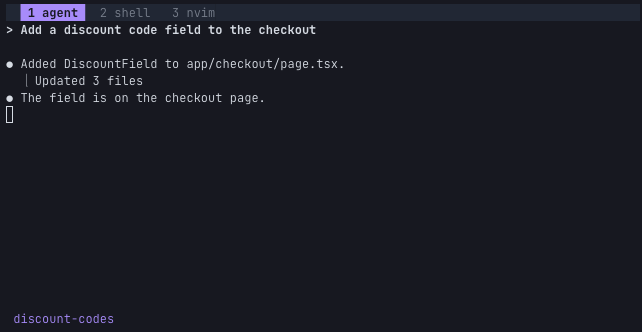 1 agent 2 shell 3 nvim
> Add a discount code field to the checkout
● Added DiscountField to app/checkout/page.tsx.
│ Updated 3 files
● The field is on the checkout page.
discount-codes